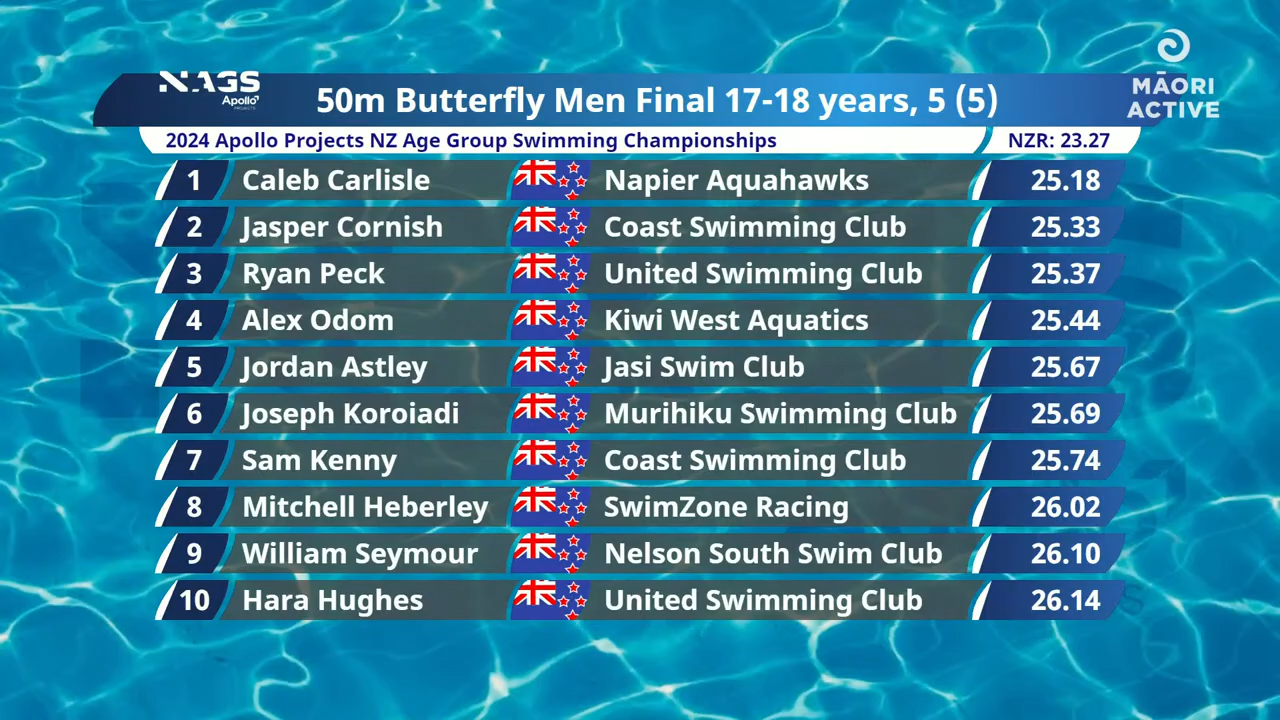 NAGS
Apollo
PROJECTS
50m Butterfly Men Final 17-18 years, 5 (5)
MĀORI
ACTIVE
2024 Apollo Projects NZ Age Group Swimming Championships NZR: 23.27
1 Caleb Carlisle Napier Aquahawks 25.18
2 Jasper Cornish Coast Swimming Club 25.33
3 Ryan Peck United Swimming Club 25.37
4 Alex Odom Kiwi West Aquatics 25.44
5 Jordan Astley Jasi Swim Club 25.67
6 Joseph Koroiadi Murihiku Swimming Club 25.69
7 Sam Kenny Coast Swimming Club 25.74
8 Mitchell Heberley SwimZone Racing 26.02
9 William Seymour Nelson South Swim Club 26.10
10 Hara Hughes United Swimming Club 26.14